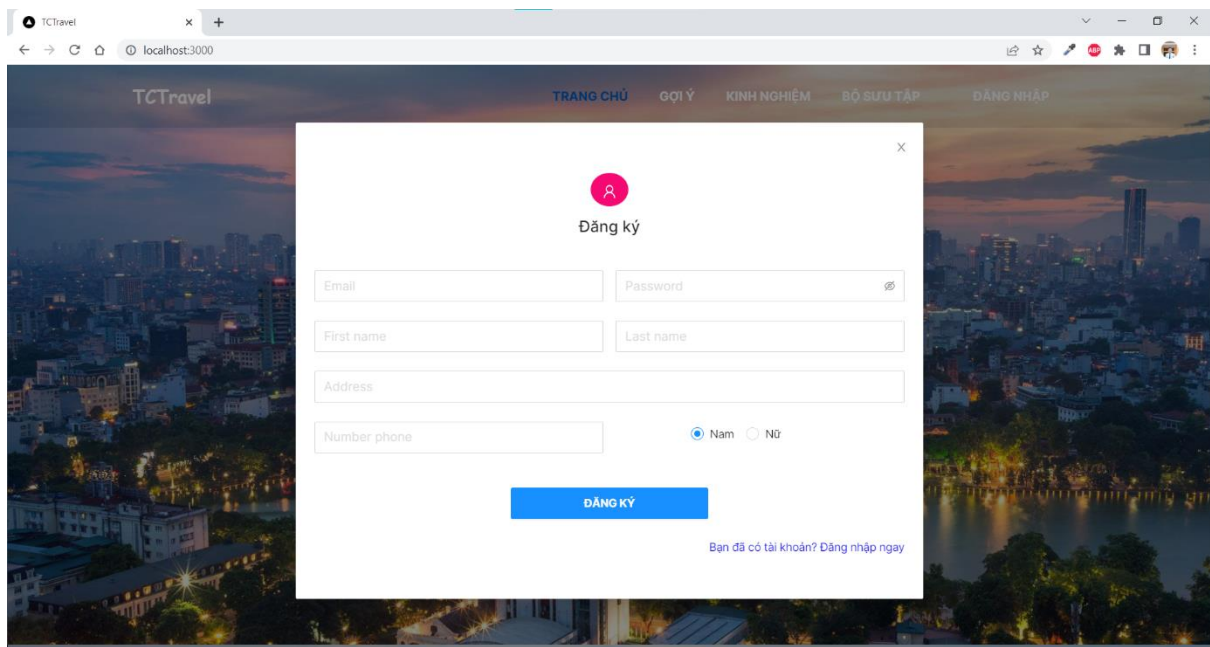 TCTravel
localhost:3000
ABP
TCTravel TRANG CHỦ GỢI Ý KINH NGHIỆM BỘ SƯU TẬP ĐĂNG NHẬP
Đăng ký
Email Password
First name Last name
Address
Number phone Nam Nữ
ĐĂNG KÝ
Bạn đã có tài khoản? Đăng nhập ngay